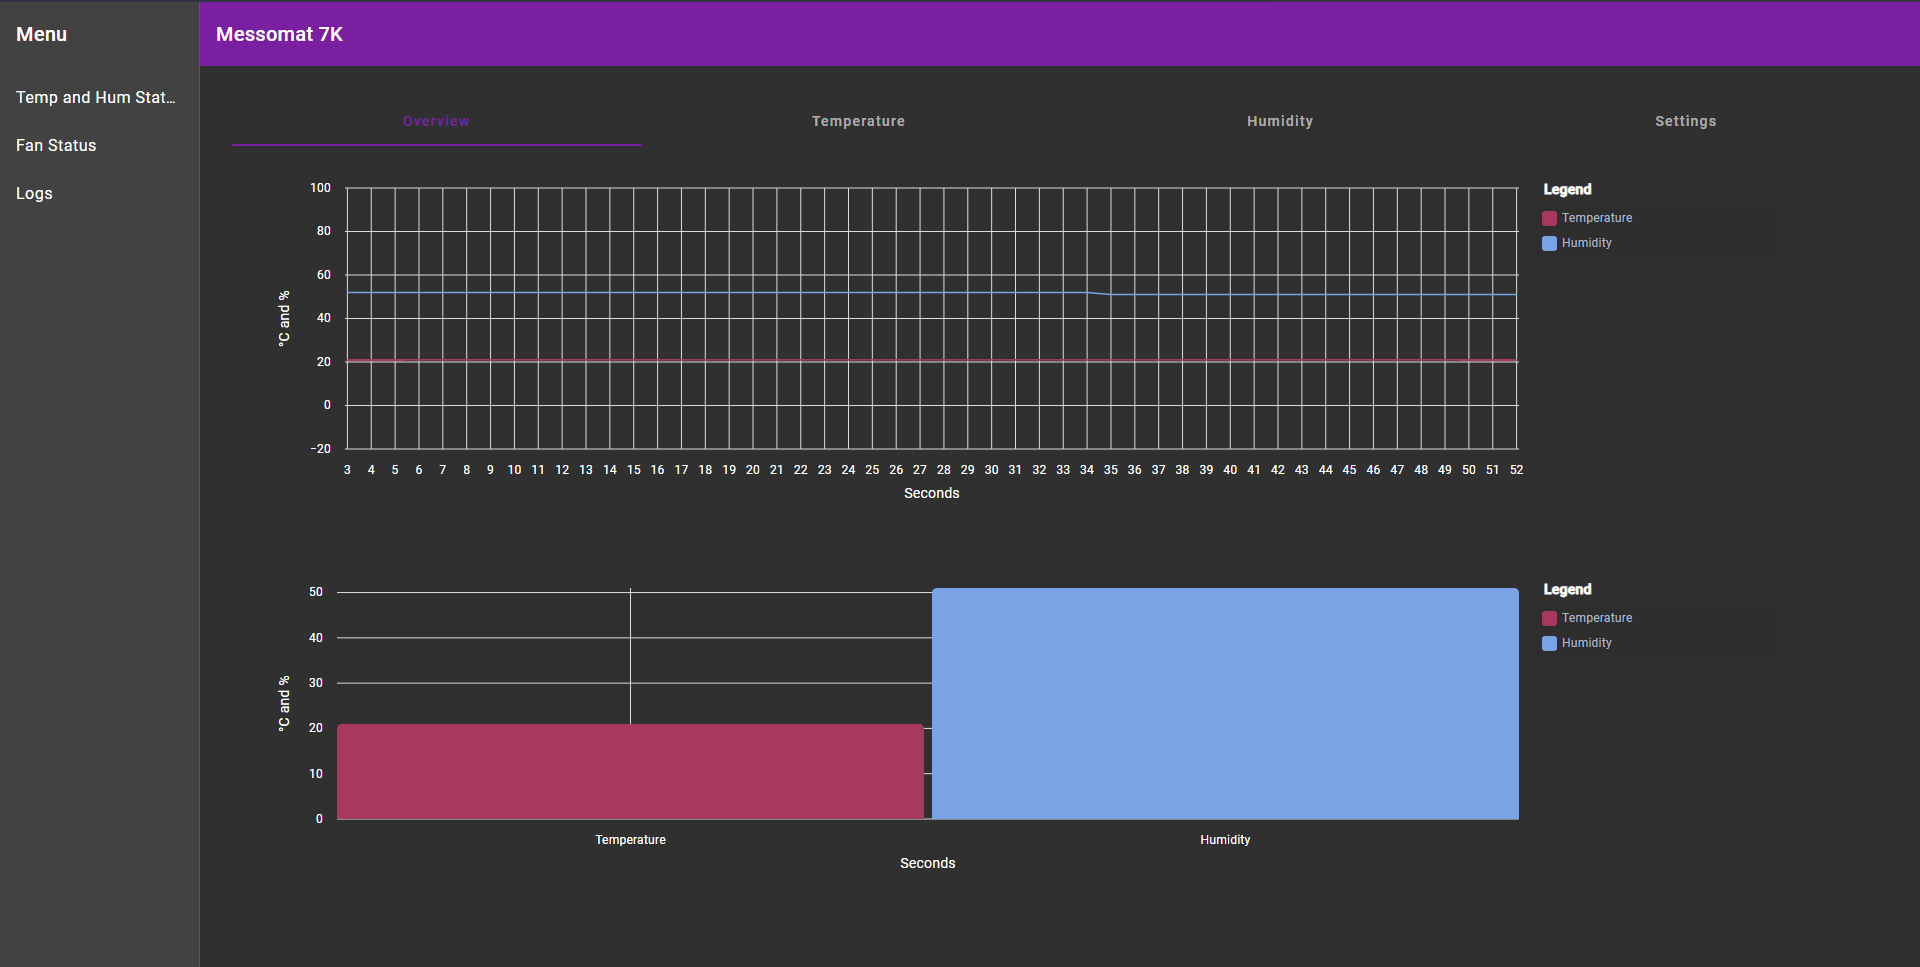 Menu
Messomat 7K
Temp and Hum Stat...
Fan Status
Logs
Overview Temperature Humidity Settings
100
80
60
40
20
0
−20
°C and %
3 4 5 6 7 8 9 10 11 12 13 14 15 16 17 18 19 20 21 22 23 24 25 26 27 28 29 30 31 32 33 34 35 36 37 38 39 40 41 42 43 44 45 46 47 48 49 50 51 52
Seconds
Legend
Temperature
Humidity
50
40
30
20
10
0
°C and %
Temperature Humidity
Seconds
Legend
Temperature
Humidity